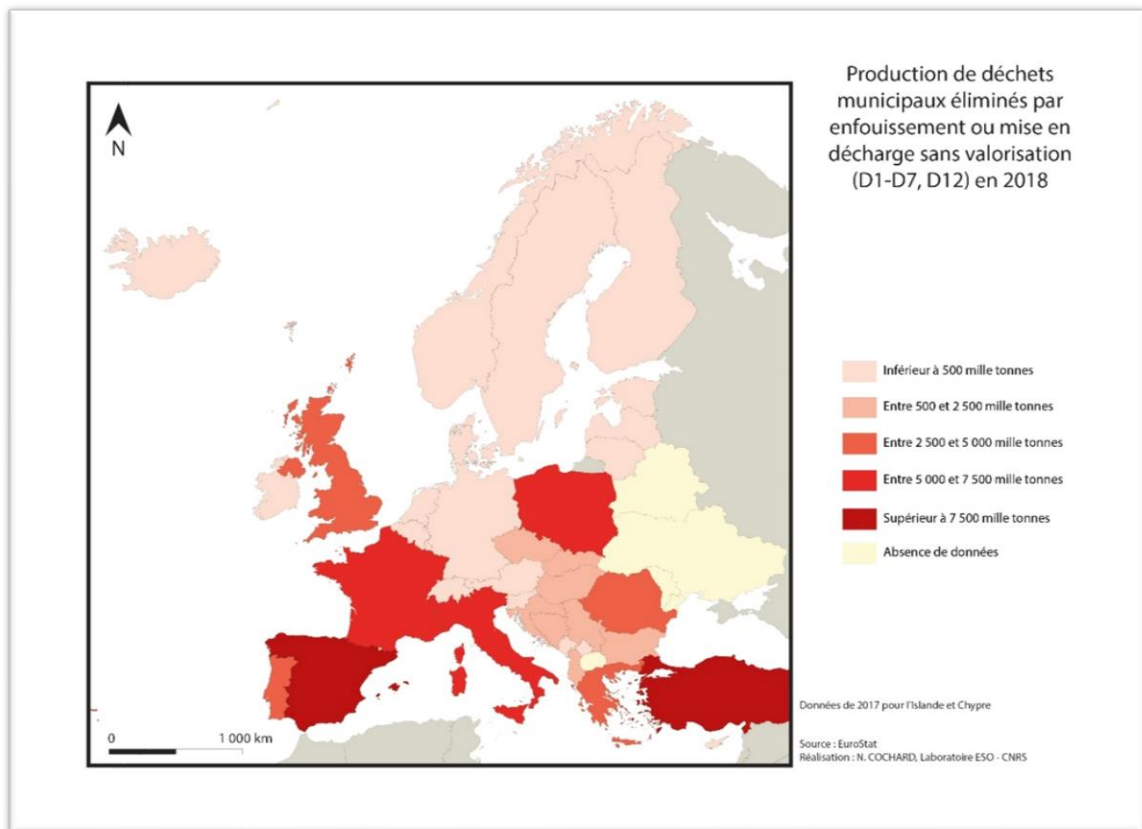 Production de déchets
municipaux éliminés par
enfouissement ou mise en
décharge sans valorisation
(D1-D7, D12) en 2018
N
Inférieur à 500 mille tonnes
Entre 500 et 2 500 mille tonnes
Entre 2 500 et 5 000 mille tonnes
Entre 5 000 et 7 500 mille tonnes
Supérieur à 7 500 mille tonnes
Absence de données
0 1 000 km
Données de 2017 pour l'Islande et Chypre
Source : EuroStat
Réalisation : N. COCHARD, Laboratoire ESO - CNRS